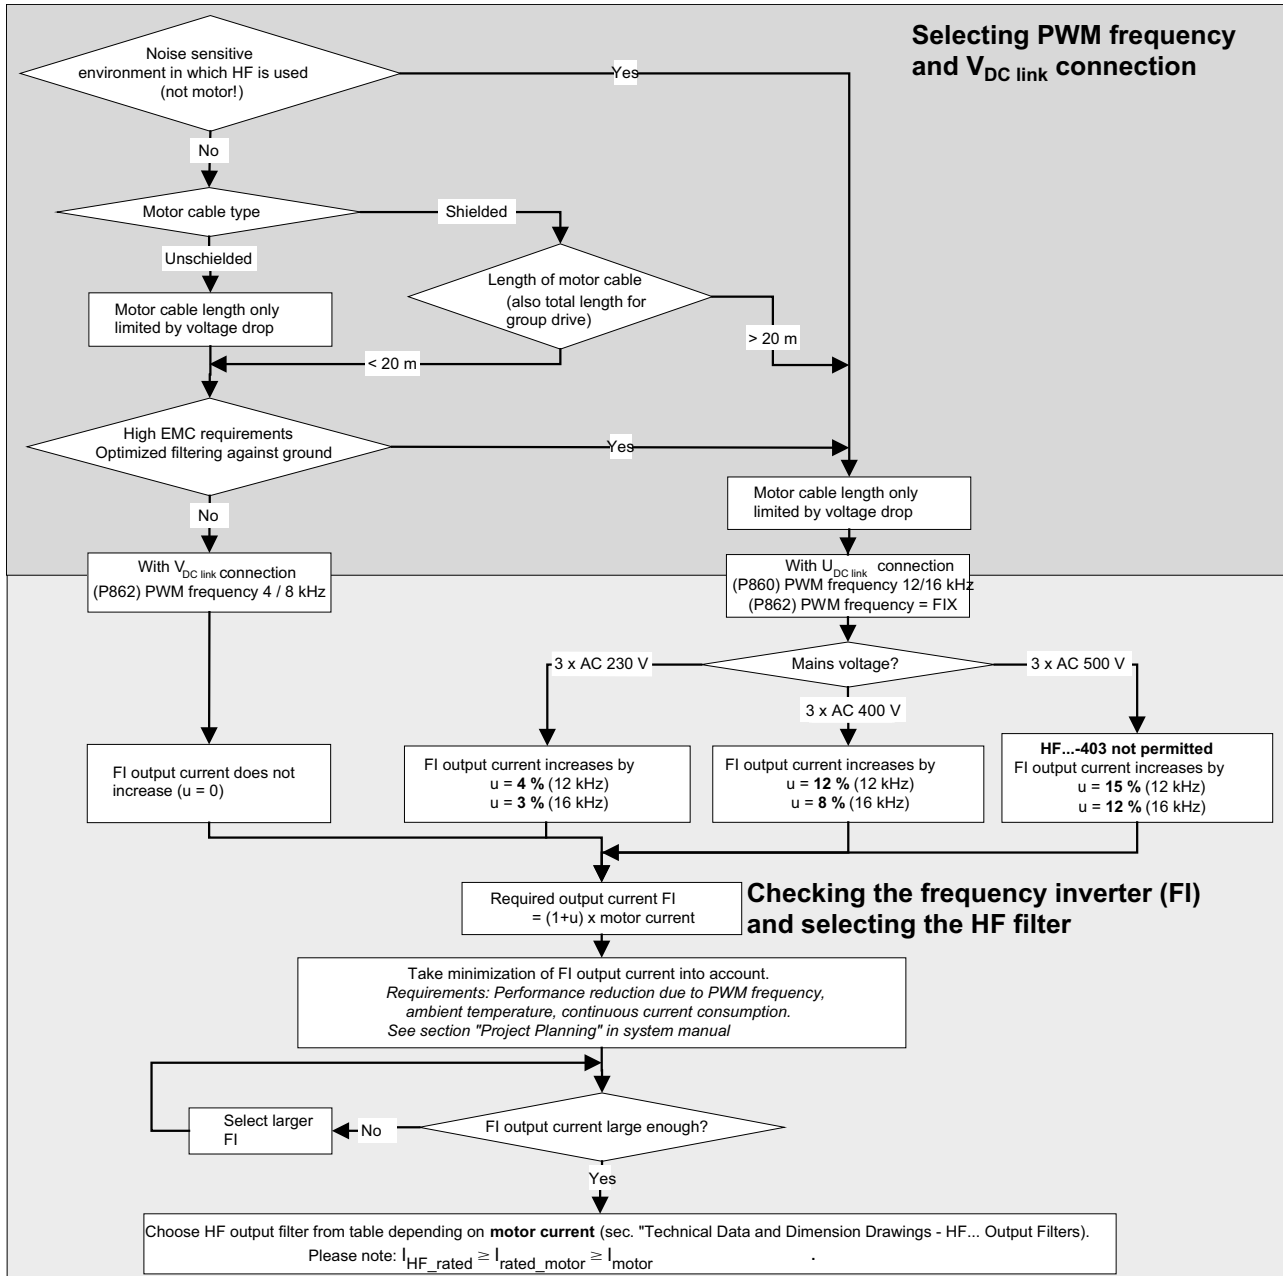 Selecting PWM frequency
and VDC link connection
Noise sensitive
environment in which HF is used
(not motor!)
Yes
No
Motor cable type
Shielded
Unschielded
Length of motor cable
(also total length for
group drive)
Motor cable length only
limited by voltage drop
> 20 m
< 20 m
High EMC requirements
Optimized filtering against ground
Yes
No
Motor cable length only
limited by voltage drop
With VDC link connection
(P862) PWM frequency 4 / 8 kHz
With UDC link connection
(P860) PWM frequency 12/16 kHz
(P862) PWM frequency = FIX
Mains voltage?
3 x AC 230 V
3 x AC 500 V
3 x AC 400 V
FI output current does not
increase (u = 0)
FI output current increases by
u = 4 % (12 kHz)
u = 3 % (16 kHz)
FI output current increases by
u = 12 % (12 kHz)
u = 8 % (16 kHz)
HF...-403 not permitted
FI output current increases by
u = 15 % (12 kHz)
u = 12 % (16 kHz)
Checking the frequency inverter (FI)
and selecting the HF filter
Required output current FI
= (1+u) x motor current
Take minimization of FI output current into account.
Requirements: Performance reduction due to PWM frequency,
ambient temperature, continuous current consumption.
See section "Project Planning" in system manual
Select larger
FI
No
FI output current large enough?
Yes
Choose HF output filter from table depending on motor current (sec. "Technical Data and Dimension Drawings - HF... Output Filters).
Please note: IHF_rated ≥ Irated_motor ≥ Imotor .